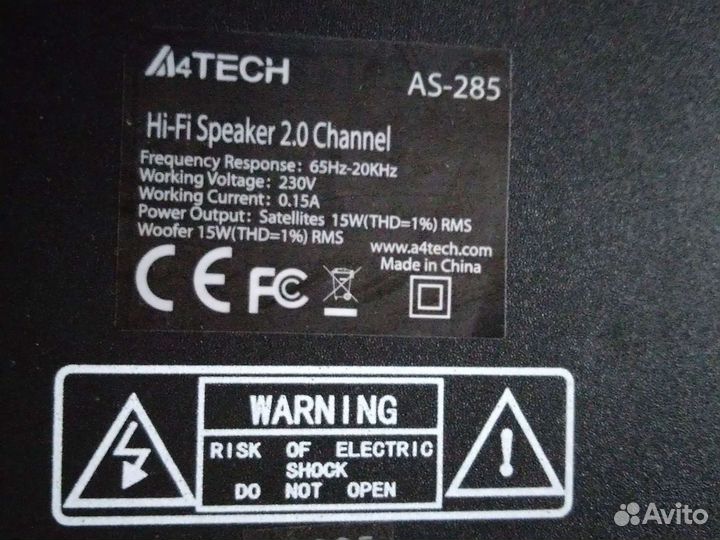 A4TECH
AS-285
Hi-Fi Speaker 2.0 Channel
Frequency Response: 65Hz-20KHz
Working Voltage: 230V
Working Current: 0.15A
Power Output: Satellites 15W(THD=1%) RMS
Woofer 15W(THD=1%) RMS
www.a4tech.com
Made in China
CE FC
WARNING
RISK OF ELECTRIC
SHOCK
DO NOT OPEN
Avito